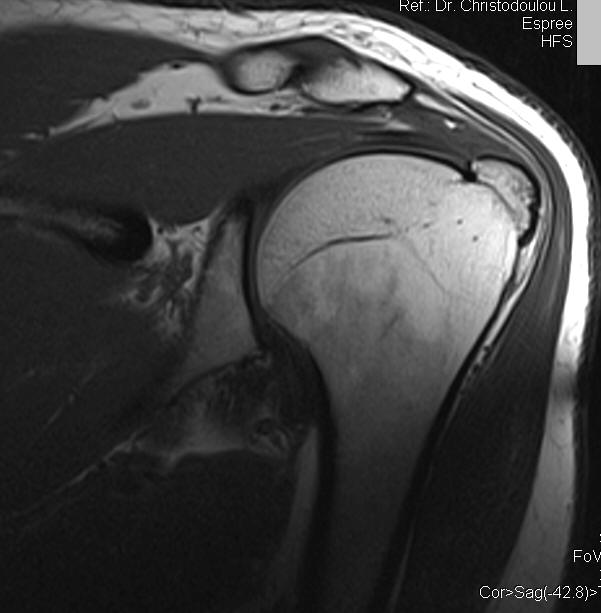 Ref.: Dr. Christodoulou L.
Espree
HFS
FoV
Cor>Sag(-42.8)>